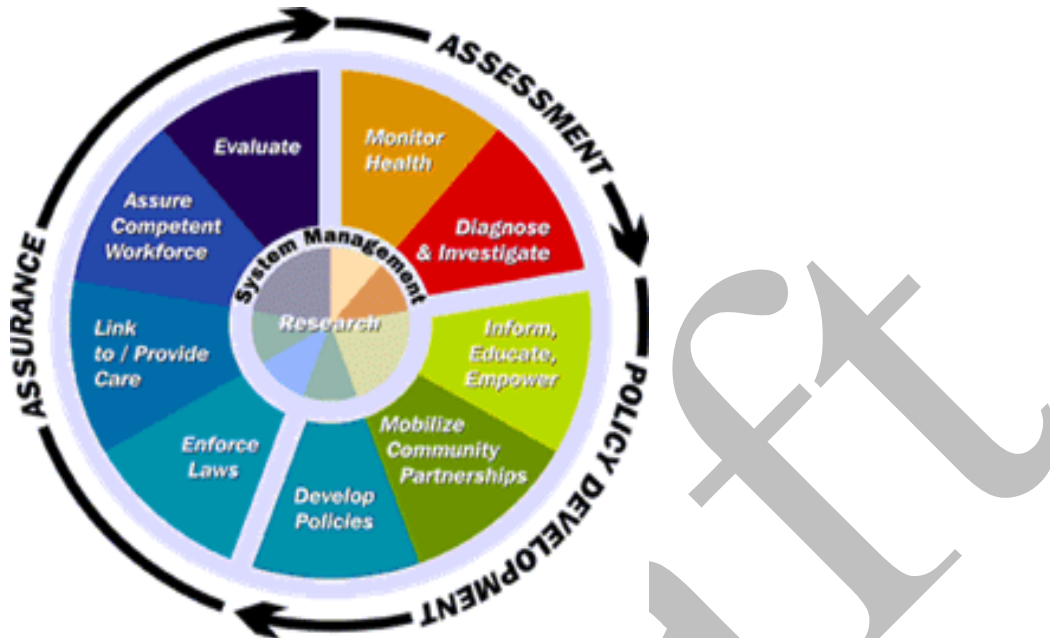 ASSESSMENT
POLICY DEVELOPMENT
ASSURANCE
Monitor
Health
Diagnose
& Investigate
Inform,
Educate,
Empower
Mobilize
Community
Partnerships
Develop
Policies
Enforce
Laws
Link
to / Provide
Care
Assure
Competent
Workforce
Evaluate
System Management
Research
ft